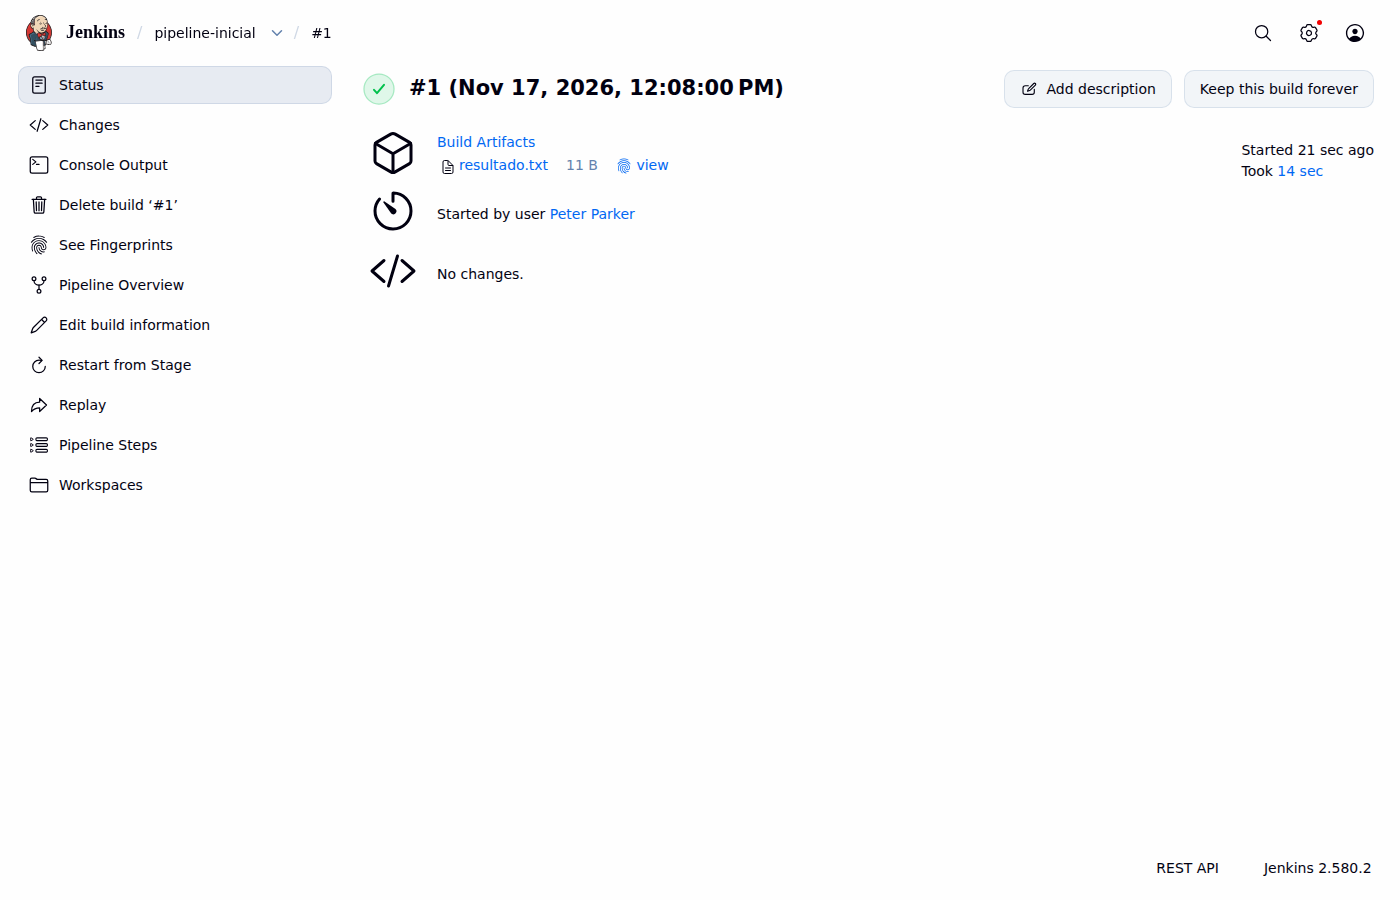 Jenkins / pipeline-inicial / #1
Status
Changes
Console Output
Delete build ‘#1’
See Fingerprints
Pipeline Overview
Edit build information
Restart from Stage
Replay
Pipeline Steps
Workspaces
#1 (Nov 17, 2026, 12:08:00 PM)
Add description
Keep this build forever
Build Artifacts
resultado.txt 11 B view
Started by user Peter Parker
No changes.
Started 21 sec ago
Took 14 sec
REST API
Jenkins 2.580.2